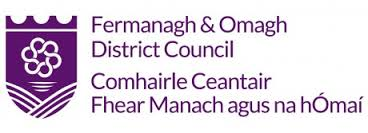 Fermanagh & Omagh
District Council
Comhairle Ceantair
Fhear Manach agus na hÓmaí